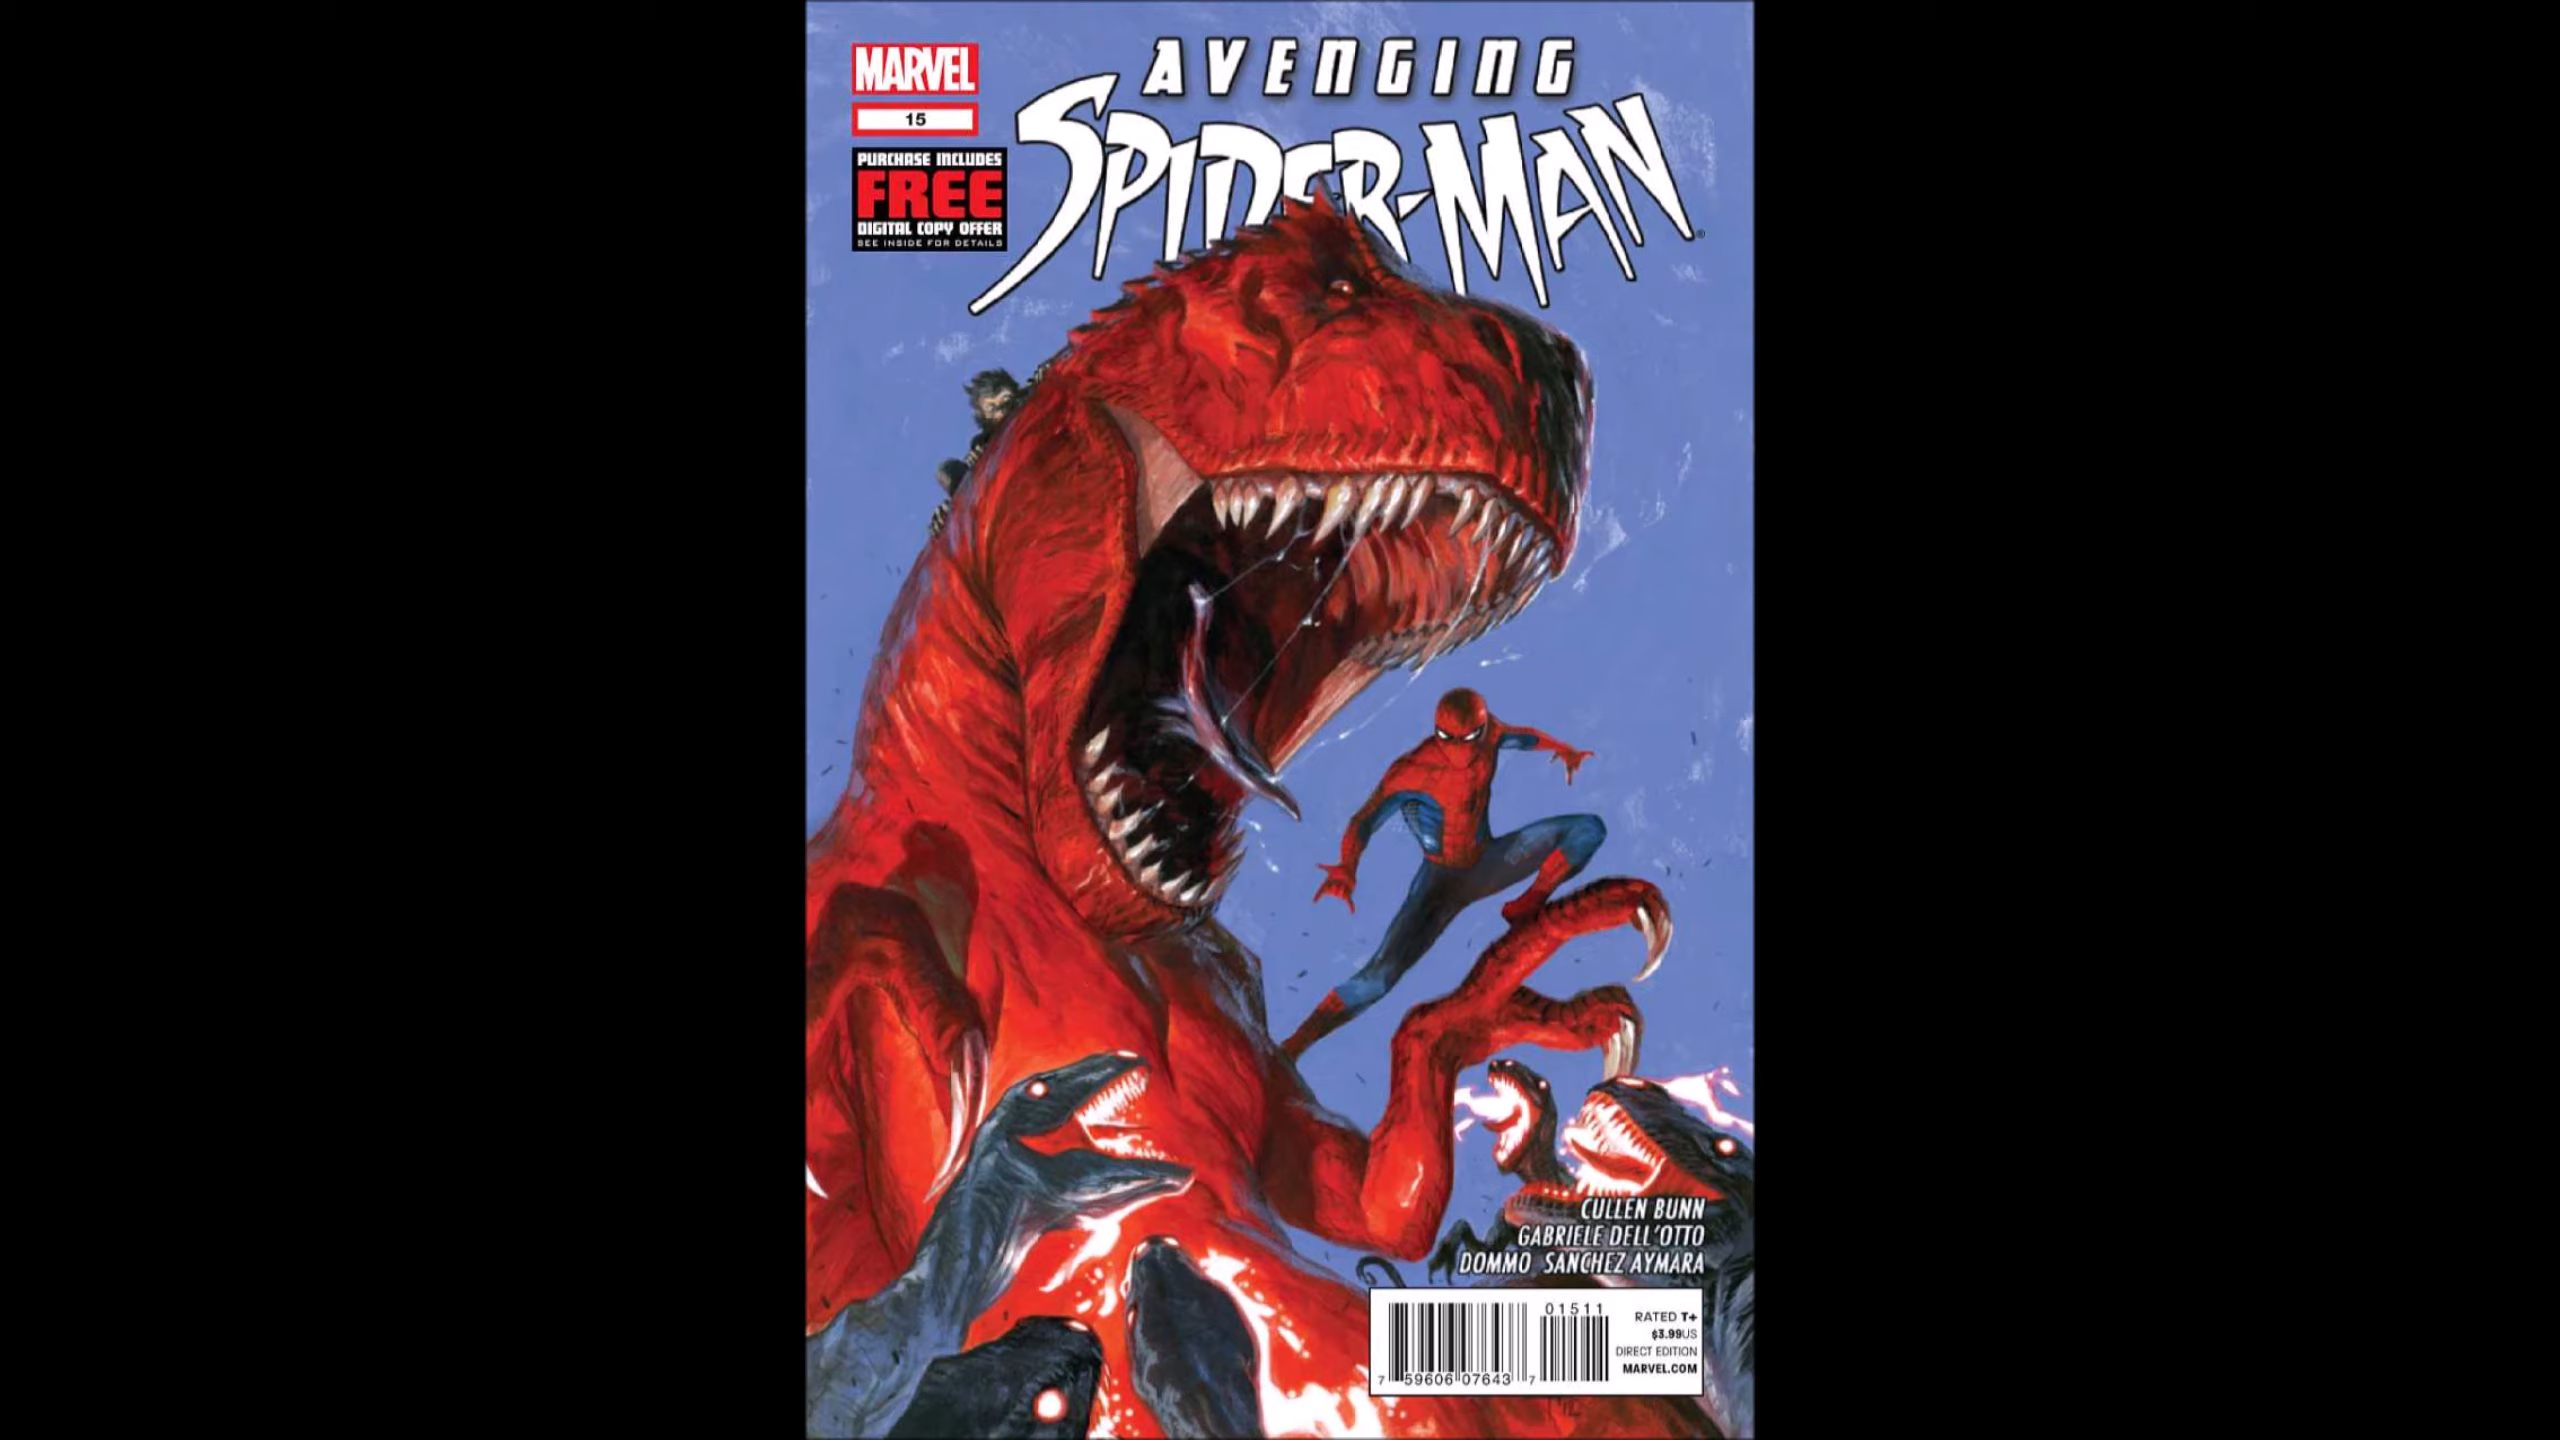 AVENGING
MARVEL
SPIDER-MAN®
15
PURCHASE INCLUDES
FREE
DIGITAL COPY OFFER
SEE INSIDE FOR DETAILS
CULLEN BUNN
GABRIELE DELL'OTTO
DOMMO SANCHEZ AYMARA
01511
RATED T+
$3.99US
DIRECT EDITION
MARVEL.COM
7 59606 07643 7